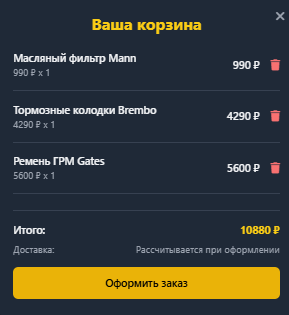 Ваша корзина
Масляный фильтр Mann
990 ₽
990 ₽ x 1
Тормозные колодки Brembo
4290 ₽
4290 ₽ x 1
Ремень ГРМ Gates
5600 ₽
5600 ₽ x 1
Итого: 10880 ₽
Доставка: Рассчитывается при оформлении
Оформить заказ